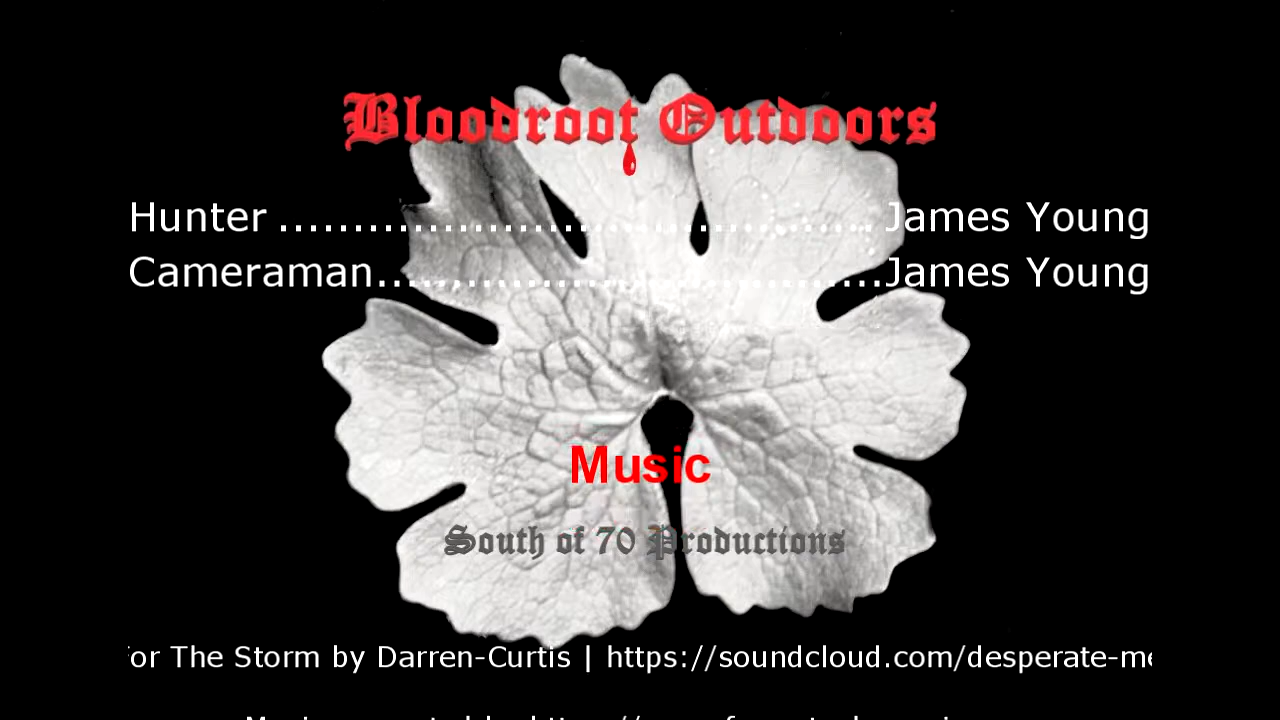 Bloodroot Outdoors
Hunter ........................................ James Young
Cameraman...................................James Young
Music
South of 70 Productions
The Storm by Darren-Curtis | https://soundcloud.com/desperate-me